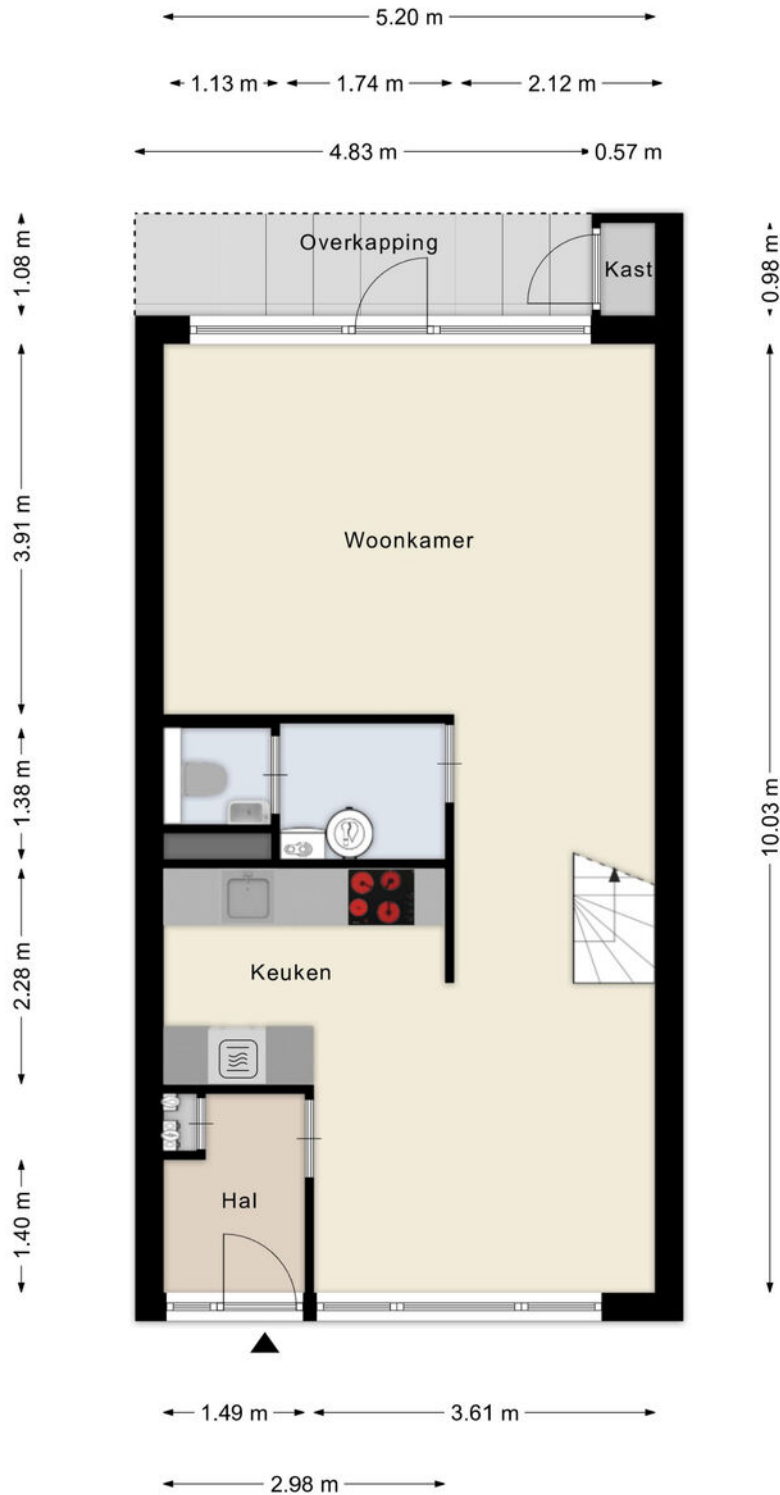 5.20 m
1.13 m 1.74 m 2.12 m
4.83 m 0.57 m
Overkapping
Kast
1.08 m
0.98 m
3.91 m
Woonkamer
1.38 m
10.03 m
Keuken
2.28 m
Hal
1.40 m
1.49 m 3.61 m
2.98 m